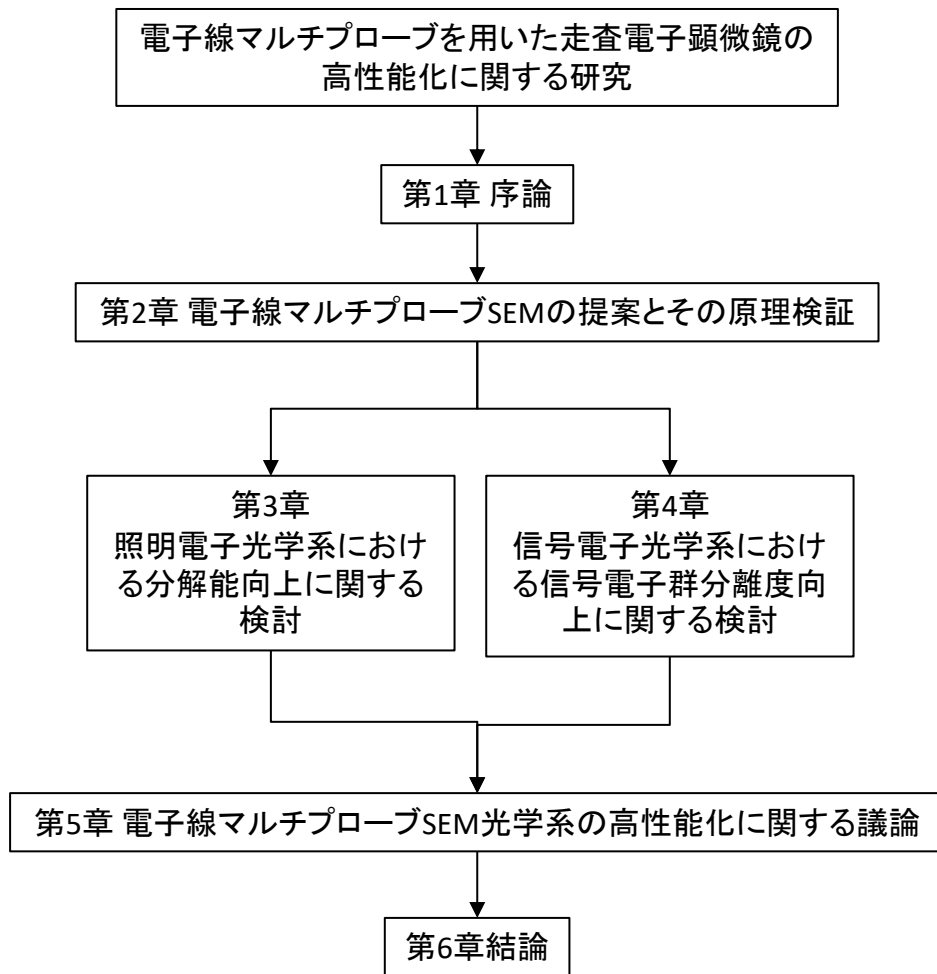 電子線マルチプローブを用いた走査電子顕微鏡の
高性能化に関する研究
第1章 序論
第2章 電子線マルチプローブSEMの提案とその原理検証
第3章
照明電子光学系におけ
る分解能向上に関する
検討
第4章
信号電子光学系におけ
る信号電子群分離度向
上に関する検討
第5章 電子線マルチプローブSEM光学系の高性能化に関する議論
第6章結論